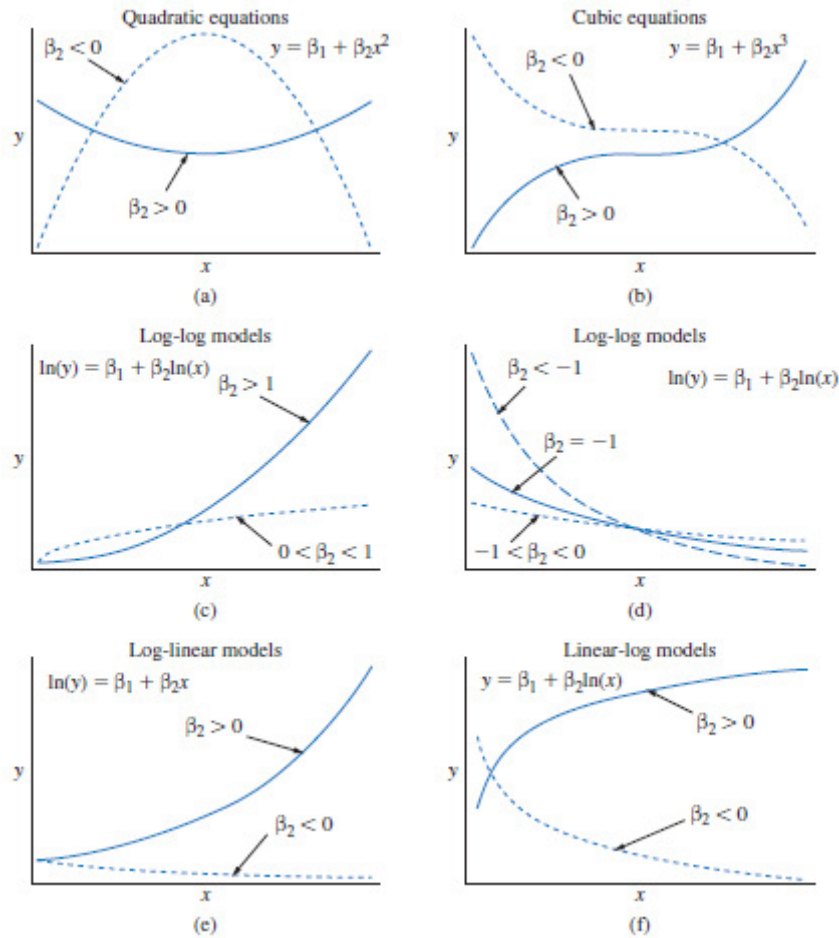 Quadratic equations
β₂ < 0
y = β₁ + β₂x²
y
β₂ > 0
x
(a)
Cubic equations
y = β₁ + β₂x³
β₂ < 0
y
β₂ > 0
x
(b)
Log-log models
ln(y) = β₁ + β₂ln(x)
β₂ > 1
y
0 < β₂ < 1
x
(c)
Log-log models
β₂ < −1
ln(y) = β₁ + β₂ln(x)
β₂ = −1
y
−1 < β₂ < 0
x
(d)
Log-linear models
ln(y) = β₁ + β₂x
β₂ > 0
y
β₂ < 0
x
(e)
Linear-log models
y = β₁ + β₂ln(x)
β₂ > 0
y
β₂ < 0
x
(f)